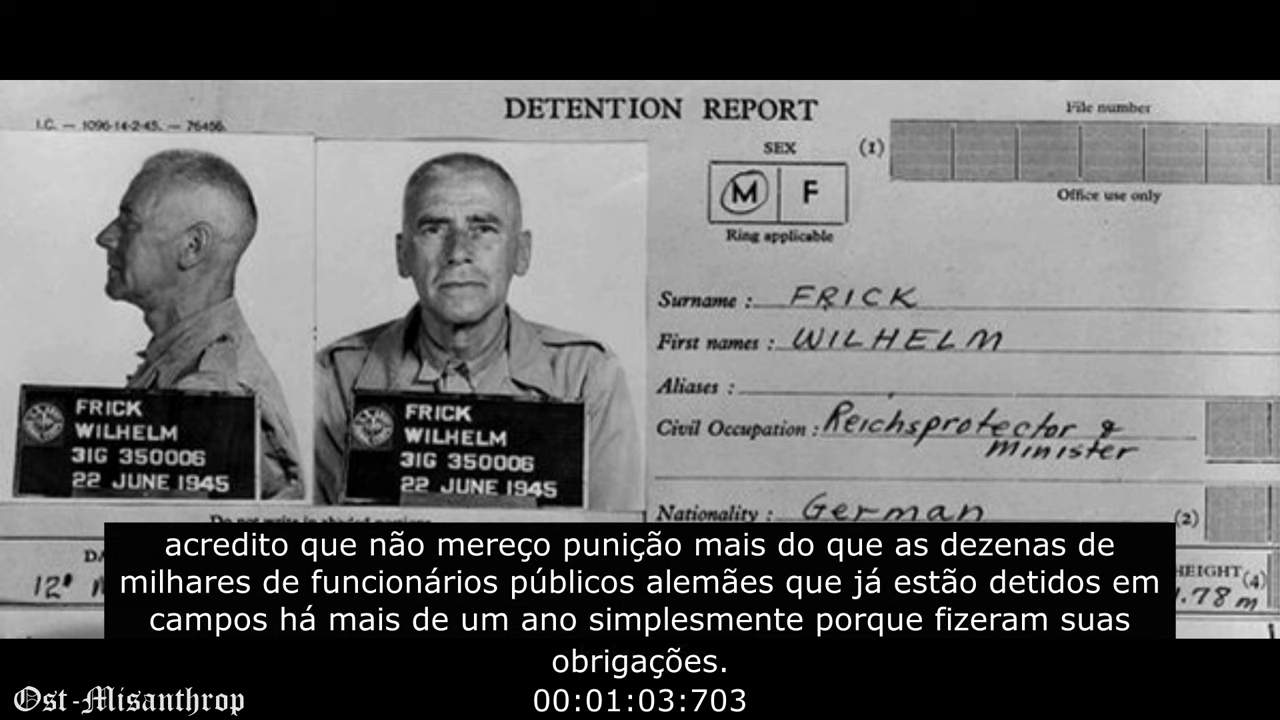 DETENTION REPORT
I.C. — 1096-14-2-45. — 76456.
File number
SEX
(1)
M F
Office use only
Ring applicable
Surname : FRICK
First names : WILHELM
Aliases :
Civil Occupation : Reichsprotector &
Minister
Nationality : German
(2)
FRICK
WILHELM
31G 350006
22 JUNE 1945
FRICK
WILHELM
31G 350006
22 JUNE 1945
HEIGHT (4)
1.78 m
acredito que não mereço punição mais do que as dezenas de
milhares de funcionários públicos alemães que já estão detidos em
campos há mais de um ano simplesmente porque fizeram suas
obrigações.
00:01:03:703
Ost-Misanthrop